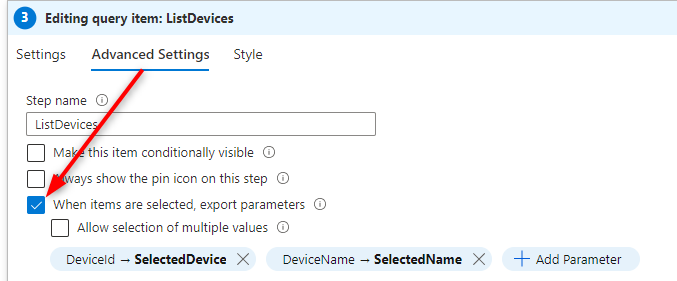 3 Editing query item: ListDevices
Settings Advanced Settings Style
Step name
ListDevices
Make this item conditionally visible
Always show the pin icon on this step
When items are selected, export parameters
Allow selection of multiple values
DeviceId → SelectedDevice DeviceName → SelectedName Add Parameter